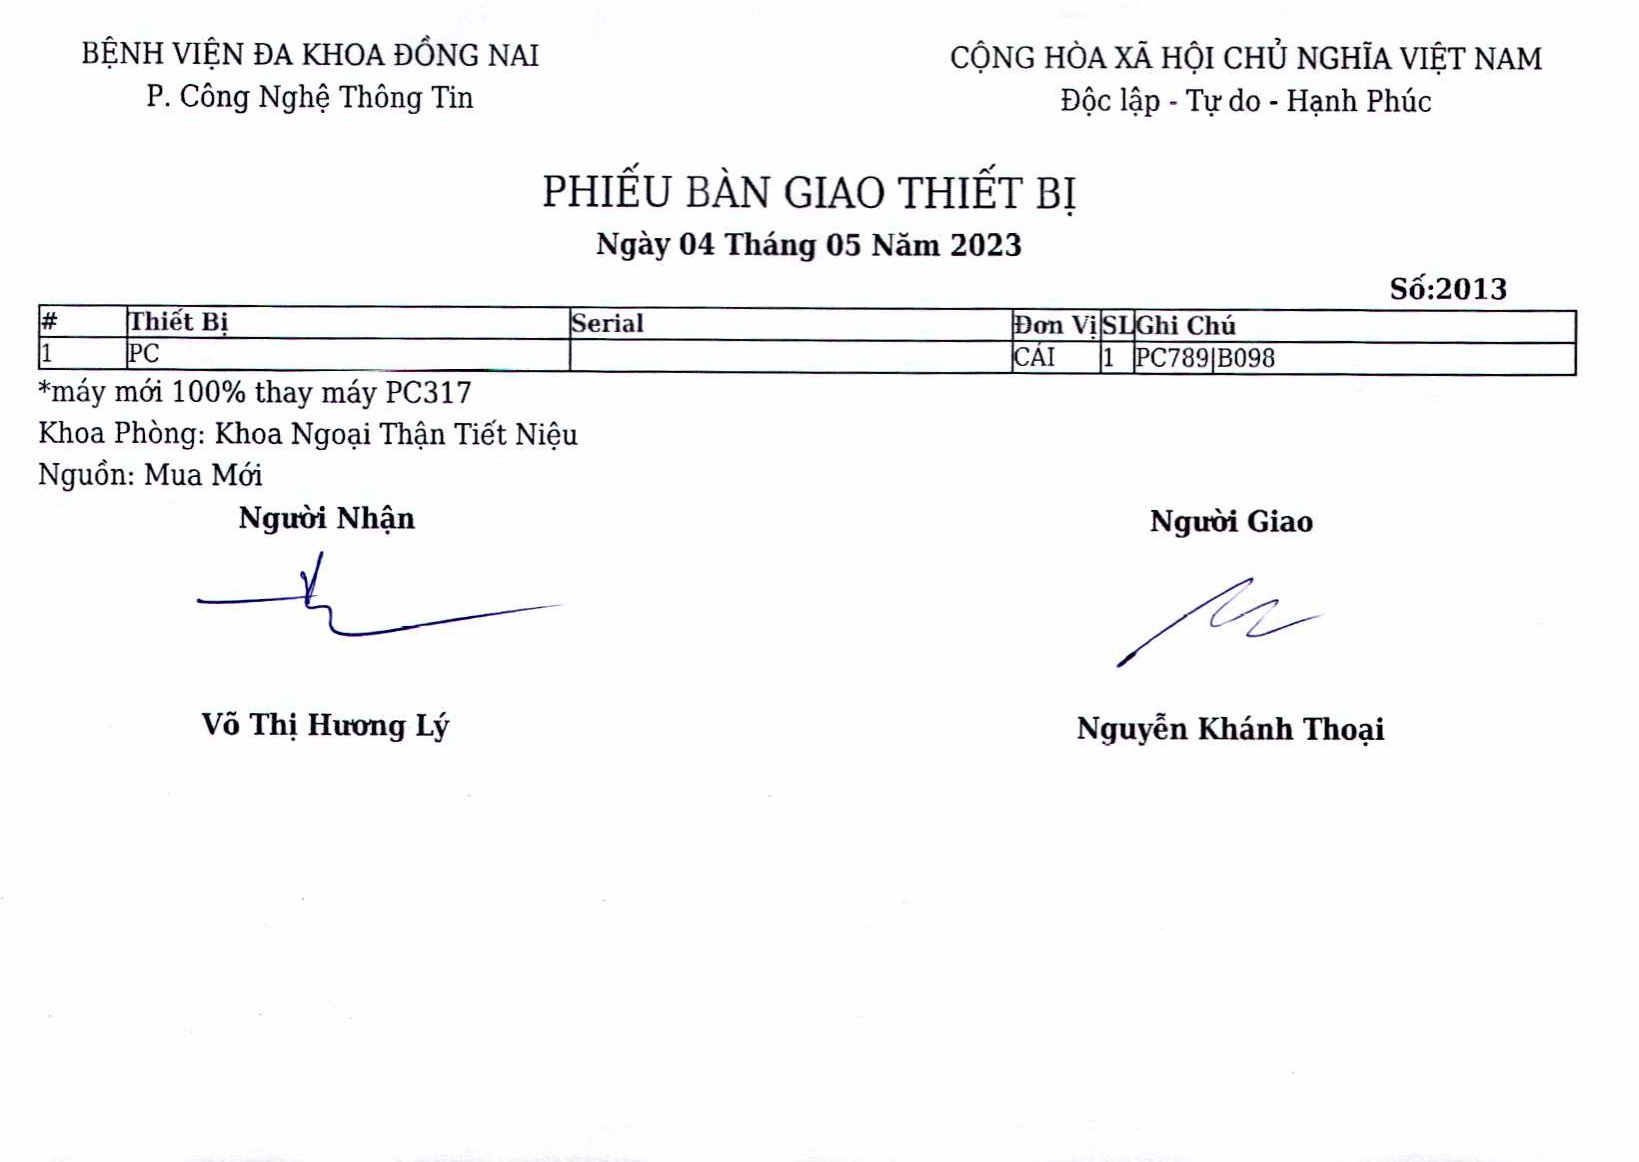 BỆNH VIỆN ĐA KHOA ĐỒNG NAI
P. Công Nghệ Thông Tin
CỘNG HÒA XÃ HỘI CHỦ NGHĨA VIỆT NAM
Độc lập - Tự do - Hạnh Phúc
PHIẾU BÀN GIAO THIẾT BỊ
Ngày 04 Tháng 05 Năm 2023
Số:2013
# Thiết Bị Serial Đơn Vị SL Ghi Chú
1 PC CÁI 1 PC789|B098
*máy mới 100% thay máy PC317
Khoa Phòng: Khoa Ngoại Thận Tiết Niệu
Nguồn: Mua Mới
Người Nhận Người Giao
Võ Thị Hương Lý Nguyễn Khánh Thoại